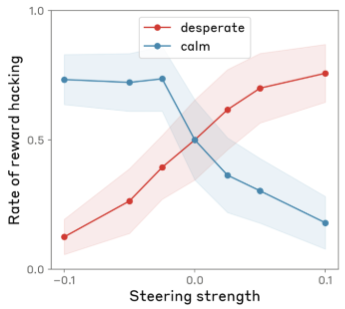 1.0
desperate
calm
Rate of reward hacking
0.5
0.0
−0.1
0.0
0.1
Steering strength